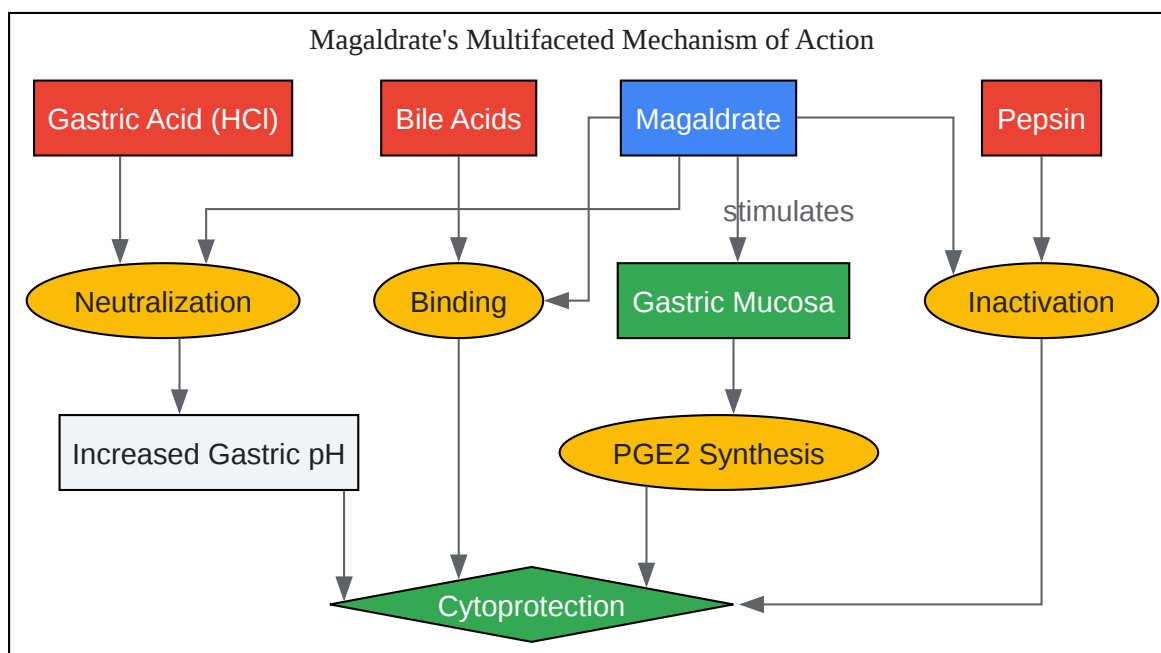 Magaldrate's Multifaceted Mechanism of Action
Gastric Acid (HCl)
Bile Acids
Magaldrate
Pepsin
stimulates
Neutralization
Binding
Gastric Mucosa
Inactivation
Increased Gastric pH
PGE2 Synthesis
Cytoprotection